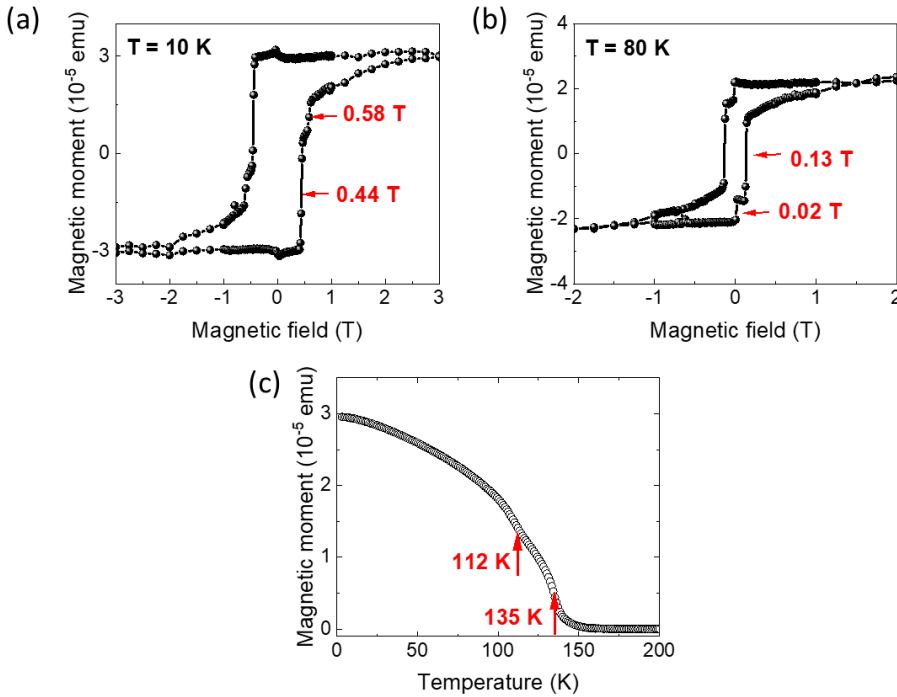 (a)
T = 10 K
Magnetic moment (10⁻⁵ emu)
3
0
-3
0.58 T
0.44 T
-3 -2 -1 0 1 2 3
Magnetic field (T)
(b)
T = 80 K
Magnetic moment (10⁻⁵ emu)
4
2
0
-2
-4
0.13 T
0.02 T
-2 -1 0 1 2
Magnetic field (T)
(c)
Magnetic moment (10⁻⁵ emu)
3
2
1
0
112 K
135 K
0 50 100 150 200
Temperature (K)